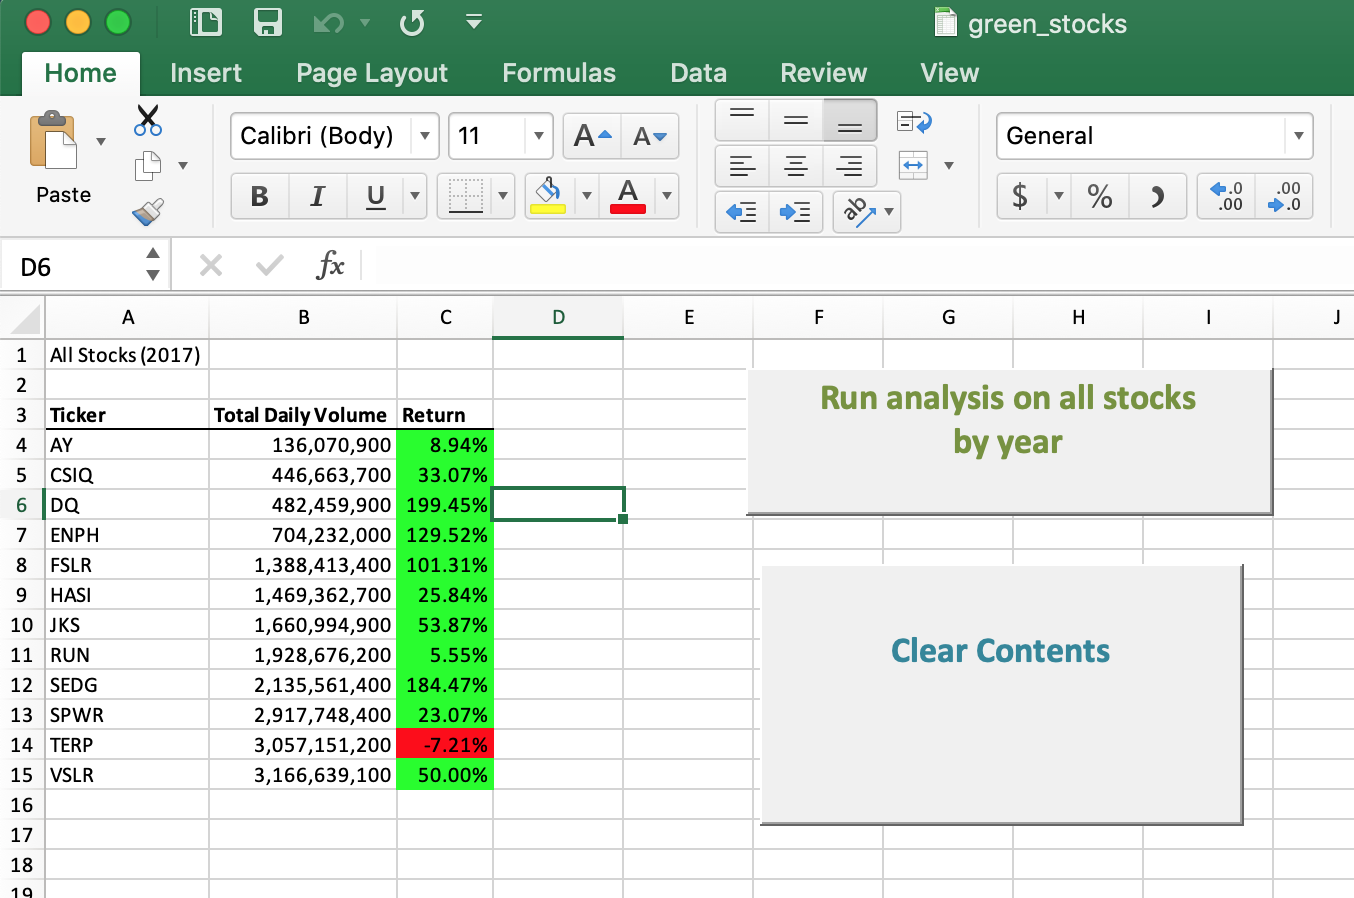 green_stocks
Home Insert Page Layout Formulas Data Review View
Calibri (Body) 11 A A General
Paste
B I U A $ % .0 .00 .00 .0
ab
D6 fx
A B C D E F G H I J
1 All Stocks (2017)
2
3 Ticker Total Daily Volume Return
4 AY 136,070,900 8.94%
5 CSIQ 446,663,700 33.07%
6 DQ 482,459,900 199.45%
7 ENPH 704,232,000 129.52%
8 FSLR 1,388,413,400 101.31%
9 HASI 1,469,362,700 25.84%
10 JKS 1,660,994,900 53.87%
11 RUN 1,928,676,200 5.55%
12 SEDG 2,135,561,400 184.47%
13 SPWR 2,917,748,400 23.07%
14 TERP 3,057,151,200 -7.21%
15 VSLR 3,166,639,100 50.00%
16
17
18
19
Run analysis on all stocks
by year
Clear Contents